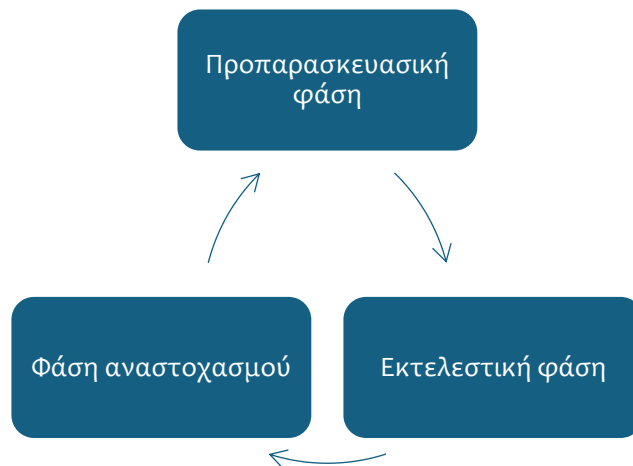 Προπαρασκευασική
φάση
Φάση αναστοχασμού
Εκτελεστική φάση